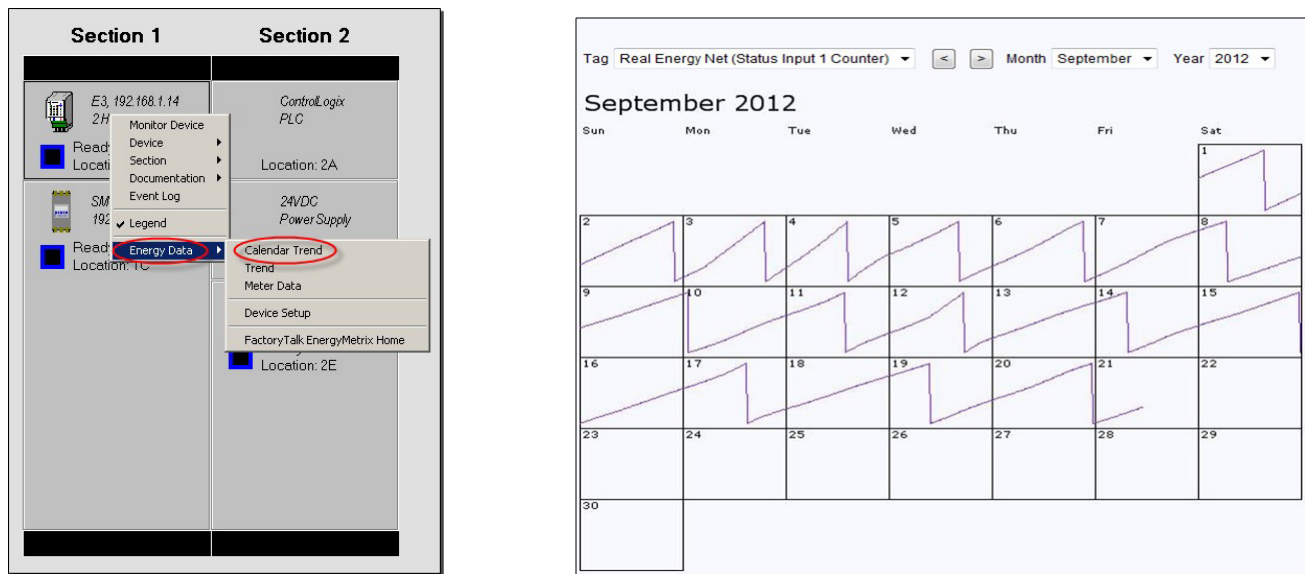 Section 1
Section 2
E3, 192.168.1.14
2H
Ready
Locati
ControlLogix
PLC
Location: 2A
SM
192
Ready
Location: 1C
24VDC
Power Supply
Location: 2E
Monitor Device
Device
Section
Documentation
Event Log
Legend
Energy Data
Calendar Trend
Trend
Meter Data
Device Setup
FactoryTalk EnergyMetrix Home
Tag Real Energy Net (Status Input 1 Counter) < > Month September Year 2012
September 2012
Sun Mon Tue Wed Thu Fri Sat
1
2 3 4 5 6 7 8
9 10 11 12 13 14 15
16 17 18 19 20 21 22
23 24 25 26 27 28 29
30